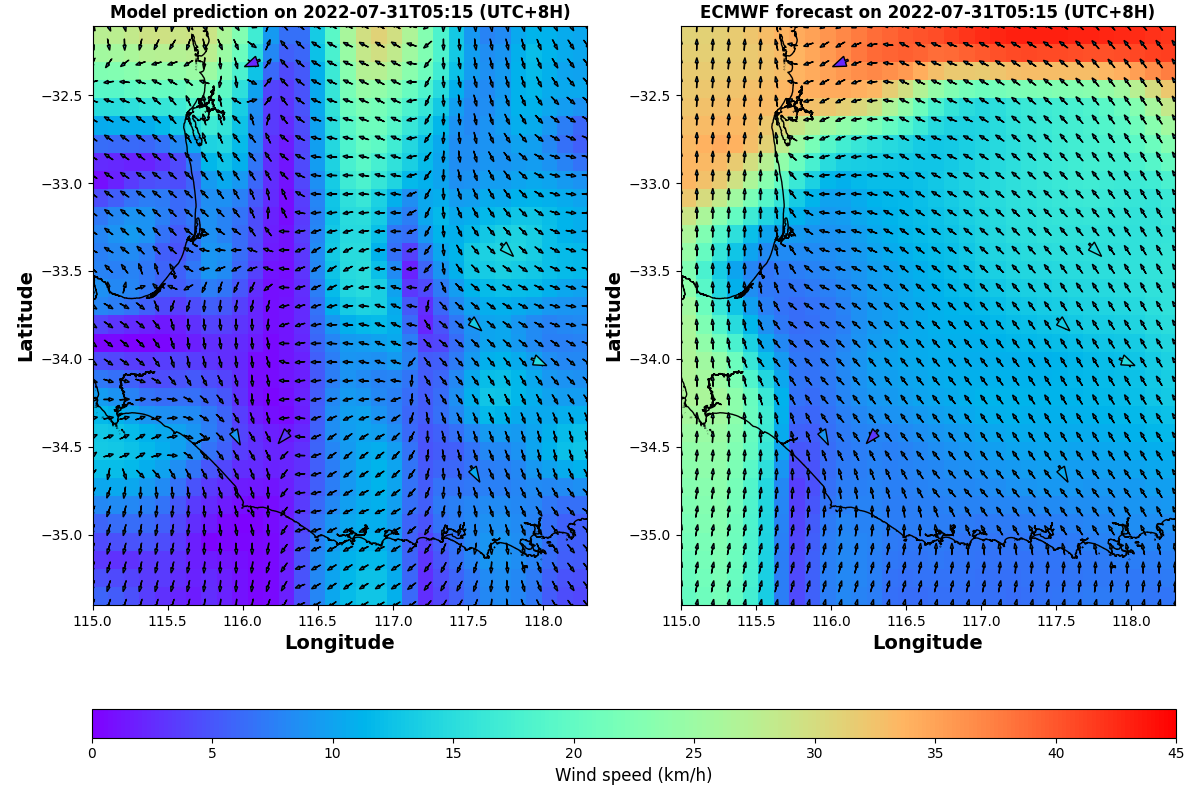 Model prediction on 2022-07-31T05:15 (UTC+8H)
ECMWF forecast on 2022-07-31T05:15 (UTC+8H)
−32.5
−33.0
−33.5
−34.0
−34.5
−35.0
Latitude
115.0 115.5 116.0 116.5 117.0 117.5 118.0
Longitude
−32.5
−33.0
−33.5
−34.0
−34.5
−35.0
Latitude
115.0 115.5 116.0 116.5 117.0 117.5 118.0
Longitude
0 5 10 15 20 25 30 35 40 45
Wind speed (km/h)